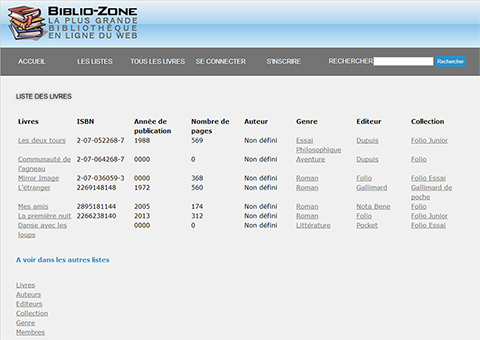 BIBLIO-ZONE
LA PLUS GRANDE
BIBLIOTHÈQUE
EN LIGNE DU WEB
ACCUEIL LES LISTES TOUS LES LIVRES SE CONNECTER S'INSCRIRE RECHERCHER Rechercher
LISTE DES LIVRES
Livres ISBN Année de publication Nombre de pages Auteur Genre Editeur Collection
Les deux tours 2-07-052268-7 1988 569 Non défini Essai Philosophique Dupuis Folio Junior
Communauté de l'agneau 2-07-064268-7 0000 0 Non défini Aventure Dupuis Folio
Mirror Image 2-07-036059-3 0000 368 Non défini Roman Folio Folio Essai
L'étranger 2269148148 1972 560 Non défini Roman Gallimard Gallimard de poche
Mes amis 2895181144 2005 174 Non défini Roman Nota Bene Folio
La première nuit 2266238140 2013 312 Non défini Roman Folio Folio Junior
Danse avec les loups 0000 0 Non défini Littérature Pocket Folio Essai
A voir dans les autres listes
Livres
Auteurs
Editeurs
Collection
Genre
Membres